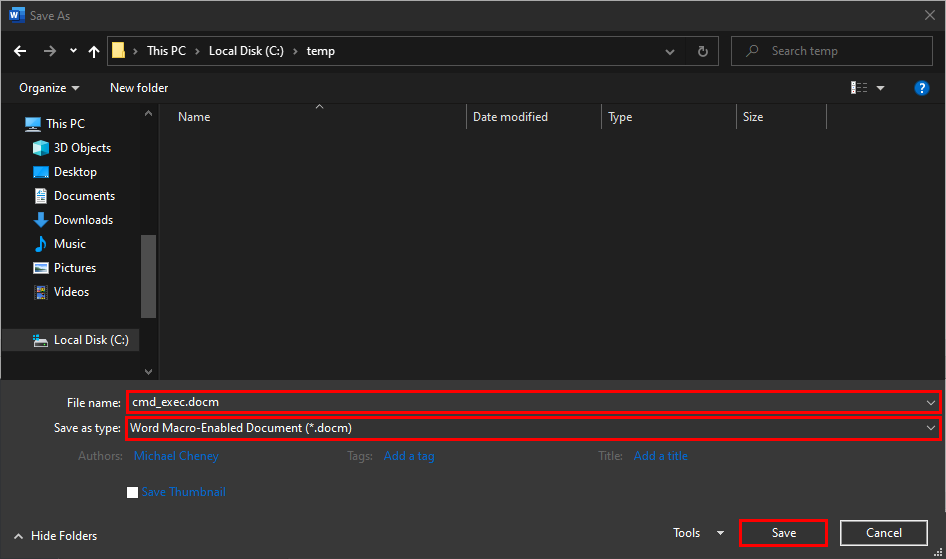 Save As
This PC > Local Disk (C:) > temp
Search temp
Organize New folder ?
Name Date modified Type Size
This PC
3D Objects
Desktop
Documents
Downloads
Music
Pictures
Videos
Local Disk (C:)
File name: cmd_exec.docm
Save as type: Word Macro-Enabled Document (*.docm)
Authors: Michael Cheney Tags: Add a tag Title: Add a title
Save Thumbnail
Hide Folders Tools Save Cancel